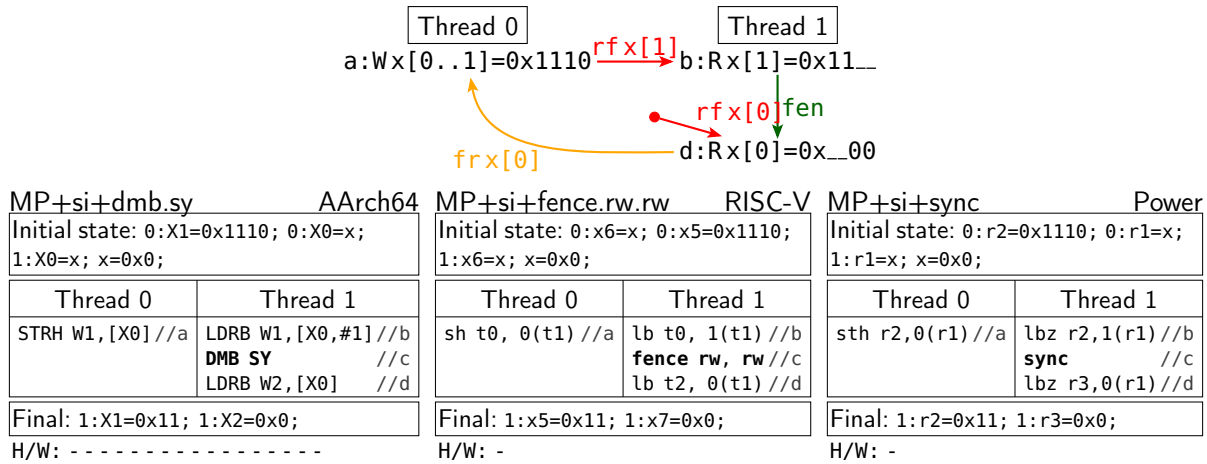 Thread 0 Thread 1
a:Wx[0..1]=0x1110 rfx[1] b:Rx[1]=0x11__
rfx[0] fen
frx[0] d:Rx[0]=0x__00
MP+si+dmb.sy AArch64
Initial state: 0:X1=0x1110; 0:X0=x;
1:X0=x; x=0x0;
Thread 0 Thread 1
STRH W1,[X0]//a LDRB W1,[X0,#1]//b
DMB SY //c
LDRB W2,[X0] //d
Final: 1:X1=0x11; 1:X2=0x0;
H/W: - - - - - - - - - - - - - - - - -
MP+si+fence.rw.rw RISC-V
Initial state: 0:x6=x; 0:x5=0x1110;
1:x6=x; x=0x0;
Thread 0 Thread 1
sh t0, 0(t1)//a lb t0, 1(t1)//b
fence rw, rw//c
lb t2, 0(t1)//d
Final: 1:x5=0x11; 1:x7=0x0;
H/W: -
MP+si+sync Power
Initial state: 0:r2=0x1110; 0:r1=x;
1:r1=x; x=0x0;
Thread 0 Thread 1
sth r2,0(r1)//a lbz r2,1(r1)//b
sync //c
lbz r3,0(r1)//d
Final: 1:r2=0x11; 1:r3=0x0;
H/W: -